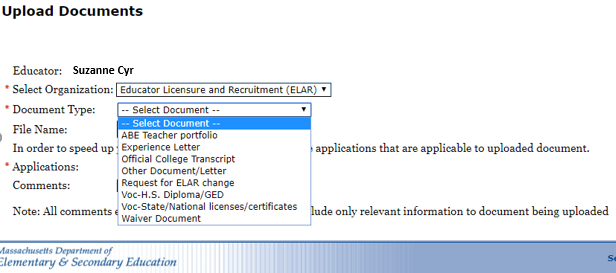 Upload Documents
Educator: Suzanne Cyr
* Select Organization: Educator Licensure and Recruitment (ELAR)
* Document Type: -- Select Document --
-- Select Document --
File Name:
ABE Teacher portfolio
Experience Letter
In order to speed up applications that are applicable to uploaded document.
Official College Transcript
* Applications:
Other Document/Letter
Request for ELAR change
Comments:
Voc-H.S. Diploma/GED
Voc-State/National licenses/certificates
Note: All comments lude only relevant information to document being uploaded
Waiver Document
Massachusetts Department of
Elementary & Secondary Education